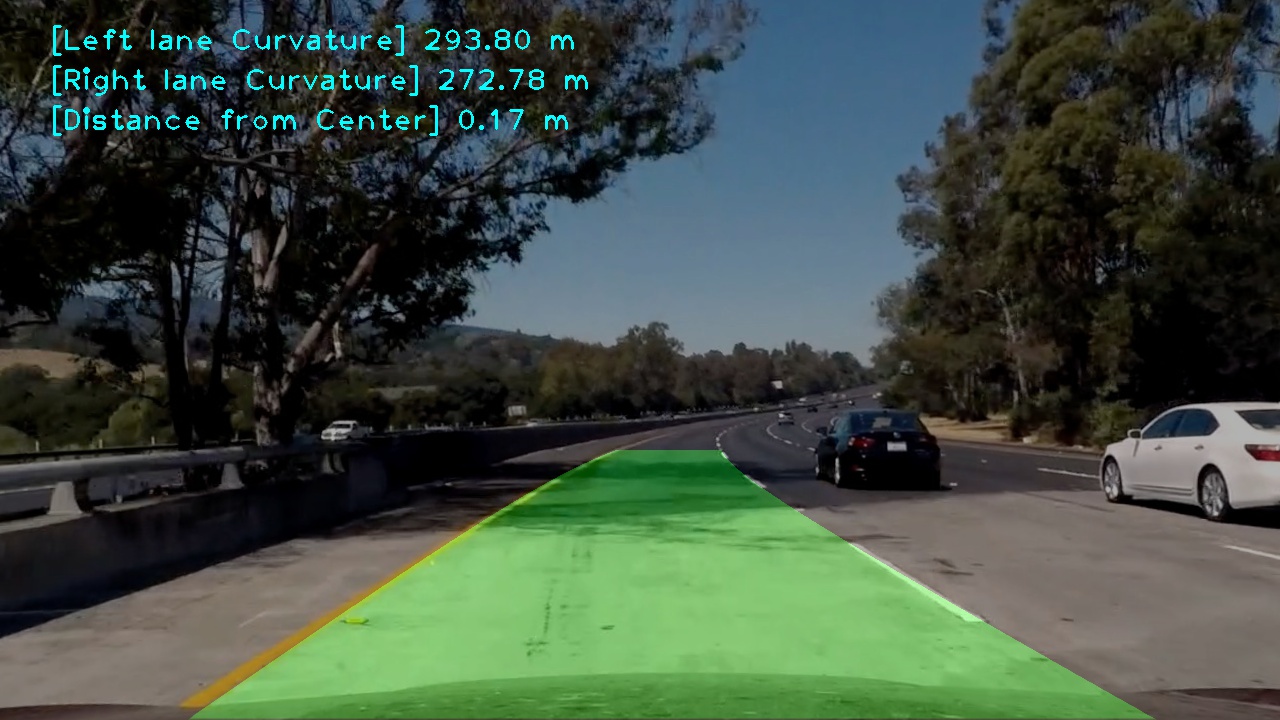 [Left lane Curvature] 293.80 m
[Right lane Curvature] 272.78 m
[Distance from Center] 0.17 m